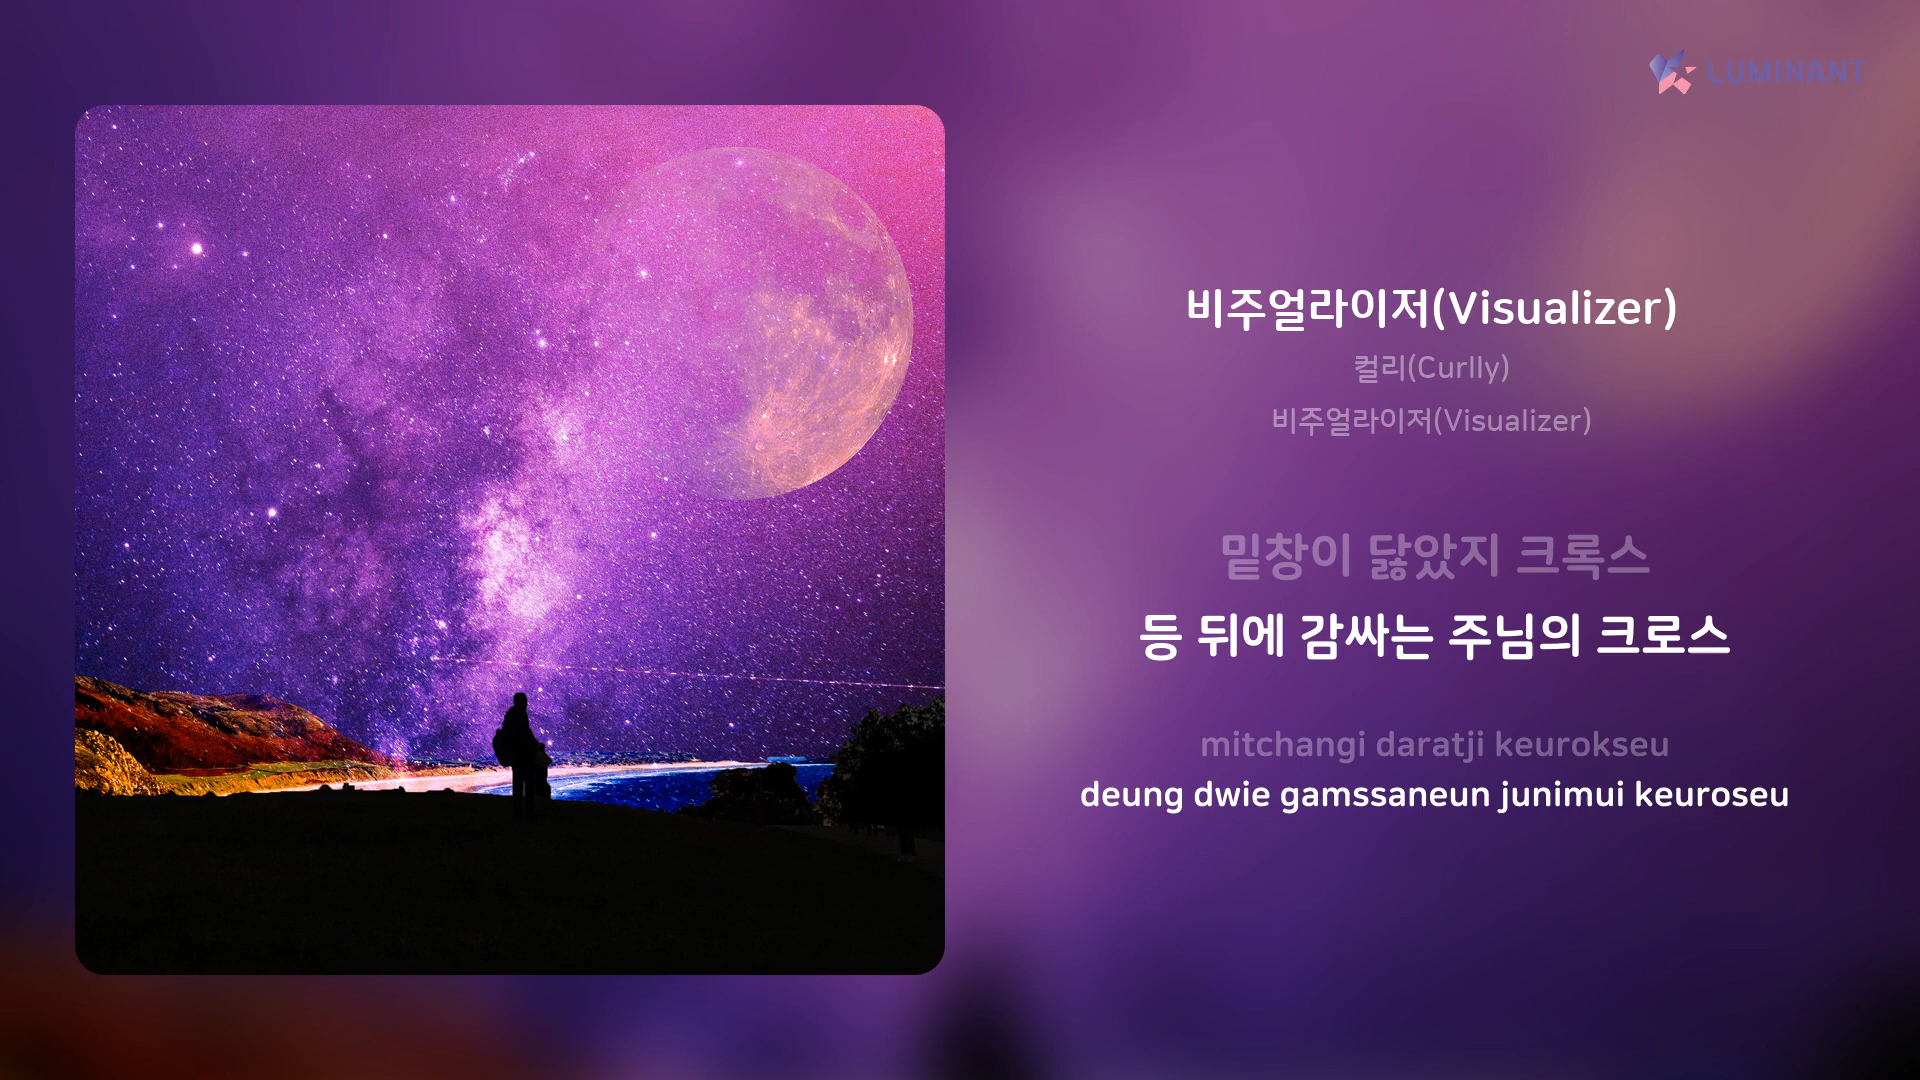 LUMINANT
비주얼라이저(Visualizer)
컬리(Curlly)
비주얼라이저(Visualizer)
밑창이 닳았지 크록스
등 뒤에 감싸는 주님의 크로스
mitchangi daratji keurokseu
deung dwie gamssaneun junimui keuroseu